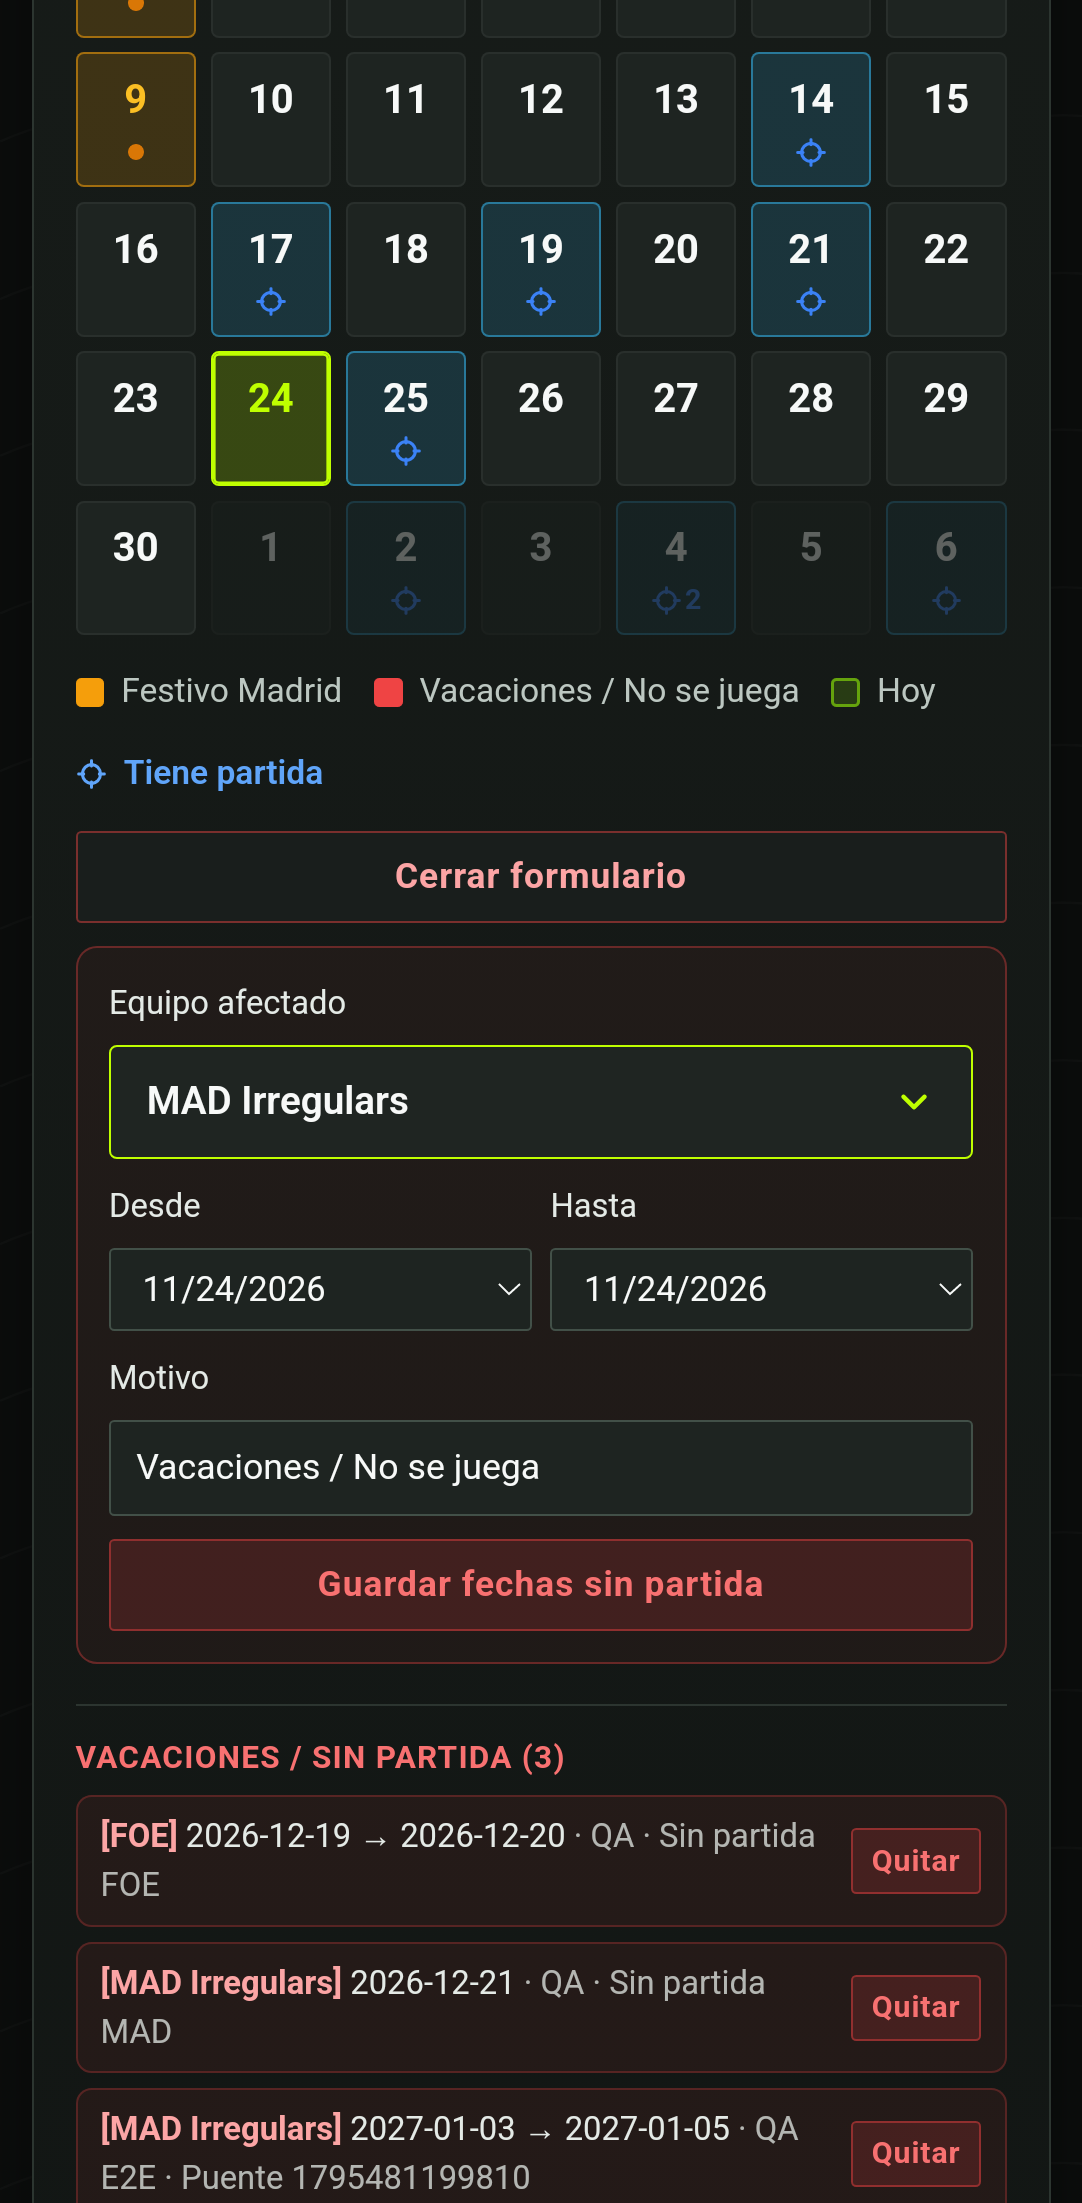 9 10 11 12 13 14 15
16 17 18 19 20 21 22
23 24 25 26 27 28 29
30 1 2 3 4 5 6
2
Festivo Madrid Vacaciones / No se juega Hoy
Tiene partida
Cerrar formulario
Equipo afectado
MAD Irregulars
Desde Hasta
11/24/2026 11/24/2026
Motivo
Vacaciones / No se juega
Guardar fechas sin partida
VACACIONES / SIN PARTIDA (3)
[FOE] 2026-12-19 → 2026-12-20 · QA · Sin partida
FOE
Quitar
[MAD Irregulars] 2026-12-21 · QA · Sin partida
MAD
Quitar
[MAD Irregulars] 2027-01-03 → 2027-01-05 · QA
E2E · Puente 1795481199810
Quitar